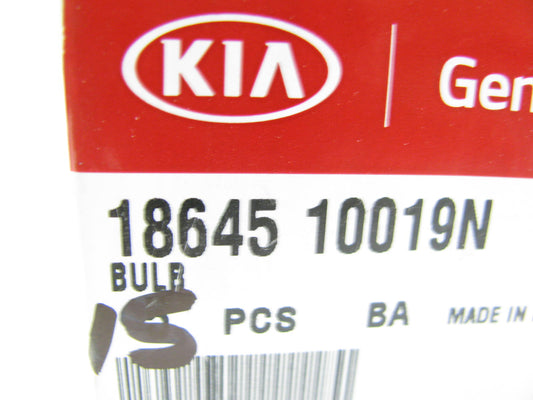 KIA
Gen
18645 10019N
BULB
15 PCS BA MADE IN